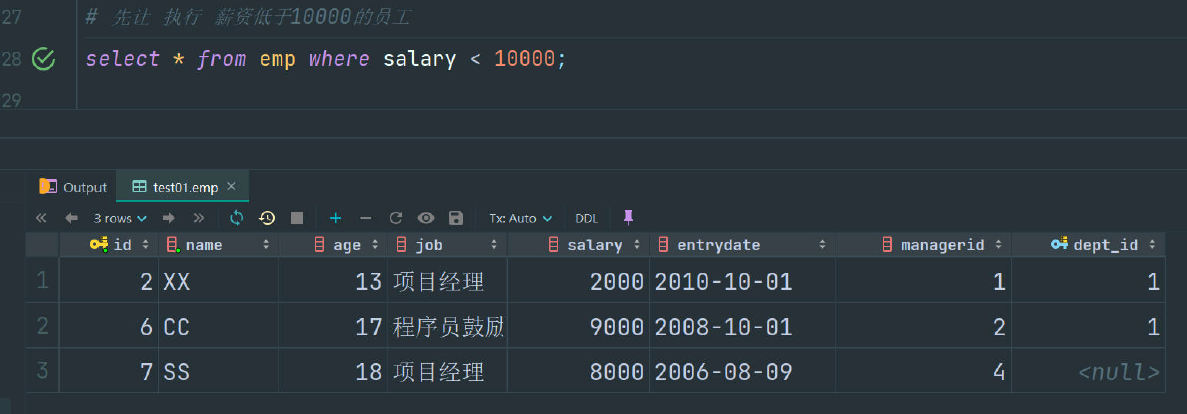 27 # 先让 执行 薪资低于10000的员工
28 select * from emp where salary < 10000;
29
Output test01.emp ×
3 rows Tx: Auto DDL
id name age job salary entrydate managerid dept_id
1 2 XX 13 项目经理 2000 2010-10-01 1 1
2 6 CC 17 程序员鼓励 9000 2008-10-01 2 1
3 7 SS 18 项目经理 8000 2006-08-09 4 <null>